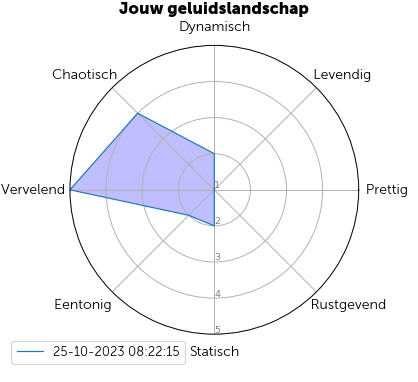 Jouw geluidslandschap
Dynamisch
Chaotisch
Levendig
Vervelend
1
Prettig
2
3
4
Eentonig
Rustgevend
5
25-10-2023 08:22:15
Statisch